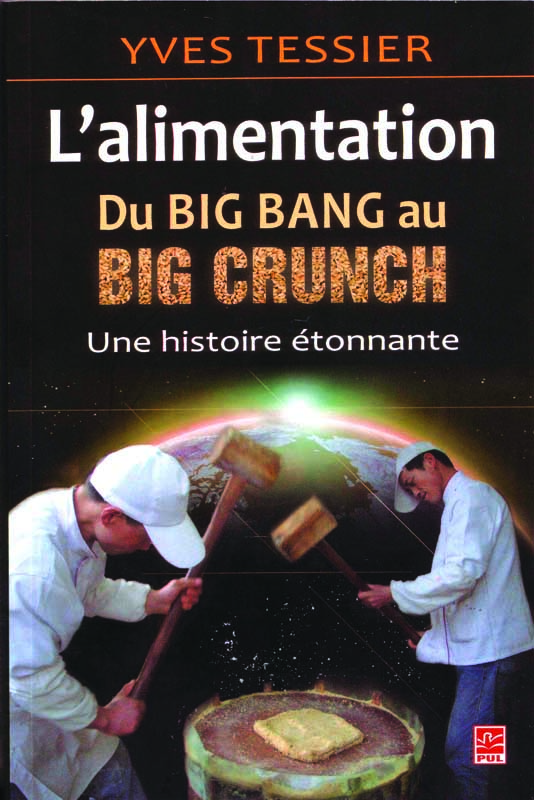 YVES TESSIER
L'alimentation
DU BIG BANG au
BIG CRUNCH
Une histoire étonnante
PUL